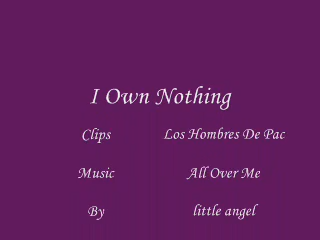 I Own Nothing
Clips Los Hombres De Pac
Music All Over Me
By little angel